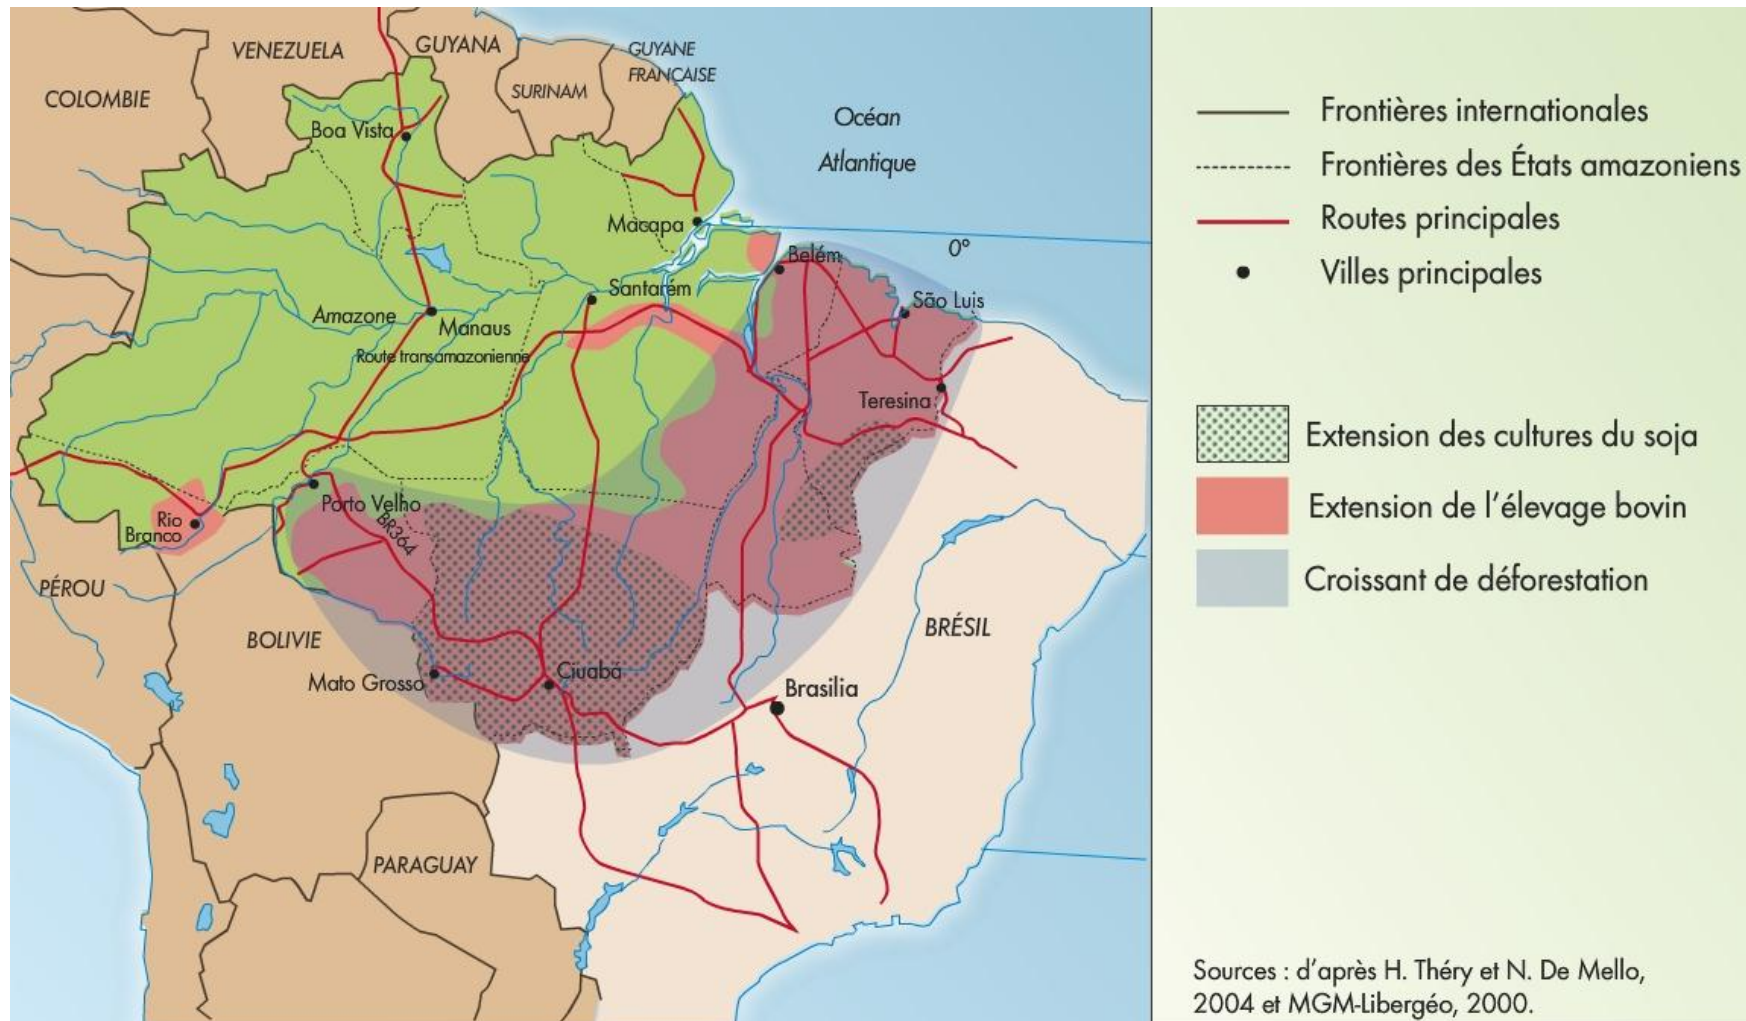 VENEZUELA
GUYANA
GUYANE
FRANÇAISE
SURINAM
COLOMBIE
Boa Vista
Océan
Atlantique
Macapa
0°
Belém
Santarém
São Luis
Amazone
Manaus
Route transamazonienne
Teresina
Porto Velho
BR364
Rio
Branco
PÉROU
BOLIVIE
BRÉSIL
Mato Grosso
Ciuabá
Brasilia
PARAGUAY
Frontières internationales
Frontières des États amazoniens
Routes principales
Villes principales
Extension des cultures du soja
Extension de l'élevage bovin
Croissant de déforestation
Sources : d'après H. Théry et N. De Mello,
2004 et MGM-Libergéo, 2000.